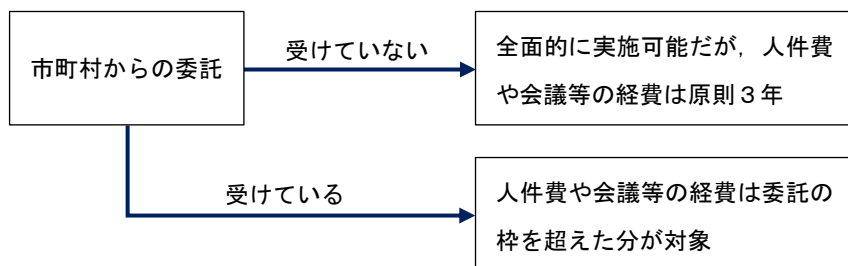 市町村からの委託
受けていない
全面的に実施可能だが，人件費
や会議等の経費は原則３年
受けている
人件費や会議等の経費は委託の
枠を超えた分が対象